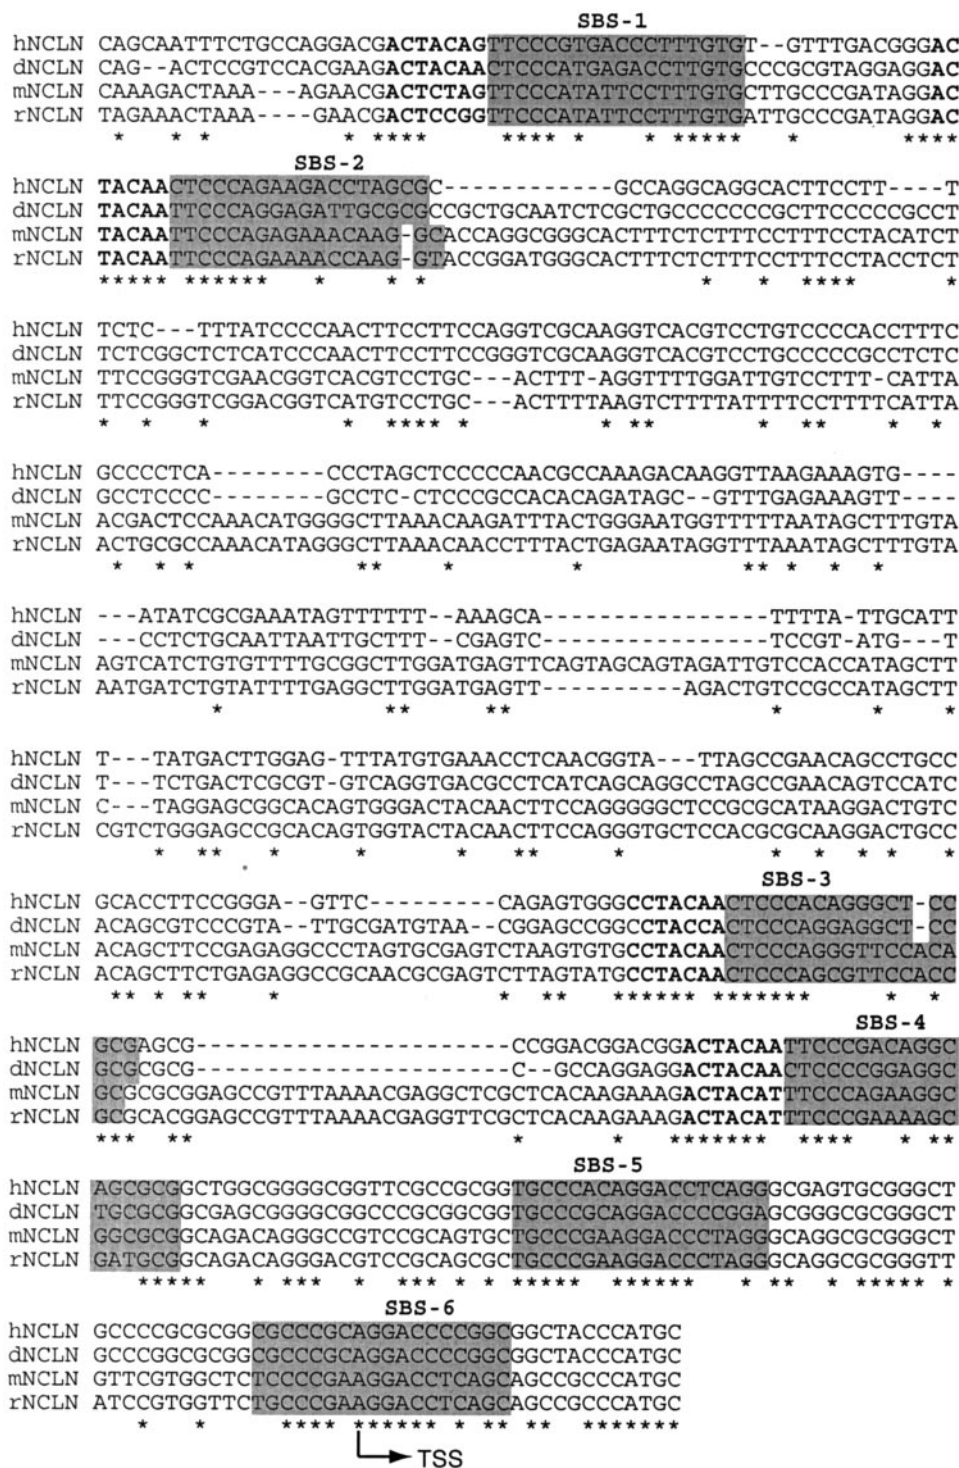 SBS-1
hNCLN CAGCAATTTCTGCCAGGACGACTACAGTTCCCGTGACCCTTTGTGT--GTTTGACGGGAC
dNCLN CAG--ACTCCGTCCACGAAGACTACAACTCCCATGAGACCTTGTGCCCGCGTAGGAGGAC
mNCLN CAAAGACTAAA---AGAACGACTCTAGTTCCCATATTCCTTTGTGCTTGCCCGATAGGAC
rNCLN TAGAAACTAAA----GAACGACTCCGGTTCCCATATTCCTTTGTGATTGCCCGATAGGAC
* * * * **** **** * * ***** * ****
SBS-2
hNCLN TACAACTCCCAGAAGACCTAGCGC------------GCCAGGCAGGCACTTCCTT----T
dNCLN TACAATTCCCAGGAGATTGCGCGCCGCTGCAATCTCGCTGCCCCCCCGCTTCCCCCGCCT
mNCLN TACAATTCCCAGAGAAACAAG-GCACCAGGCGGGCACTTTCTCTTTCCTTTCCTACATCT
rNCLN TACAATTCCCAGAAAACCAAG-GTACCGGATGGGCACTTTCTCTTTCCTTTCCTACCTCT
***** ****** * * * * * **** *
hNCLN TCTC---TTTATCCCCAACTTCCTTCCAGGTCGCAAGGTCACGTCCTGTCCCCACCTTTC
dNCLN TCTCGGCTCTCATCCCAACTTCCTTCCGGGTCGCAAGGTCACGTCCTGCCCCCGCCTCTC
mNCLN TTCCGGGTCGAACGGTCACGTCCTGC---ACTTT-AGGTTTTGGATTGTCCTTT-CATTA
rNCLN TTCCGGGTCGGACGGTCATGTCCTGC---ACTTTTAAGTCTTTTATTTTCCTTTTCATTA
* * * * **** * * ** * ** * *
hNCLN GCCCCTCA--------CCCTAGCTCCCCCAACGCCAAAGACAAGGTTAAGAAAGTG----
dNCLN GCCTCCCC--------GCCTC-CTCCCGCCACACAGATAGC--GTTTGAGAAAGTT----
mNCLN ACGACTCCAAACATGGGGCTTAAACAAGATTTACTGGGAATGGTTTTTAATAGCTTTGTA
rNCLN ACTGCGCCAAACATAGGGCTTAAACAACCTTTACTGAGAATAGGTTTAAATAGCTTTGTA
* * * ** * * ** * * *
hNCLN ---ATATCGCGAAATAGTTTTTT--AAAGCA----------------TTTTA-TTGCATT
dNCLN ---CCTCTGCAATTAATTGCTTT--CGAGTC----------------TCCGT-ATG---T
mNCLN AGTCATCTGTGTTTTGCGGCTTGGATGAGTTCAGTAGCAGTAGATTGTCCACCATAGCTT
rNCLN AATGATCTGTATTTTGAGGCTTGGATGAGTT----------AGACTGTCCGCCATAGCTT
* ** ** * * *
hNCLN T---TATGACTTGGAG-TTTATGTGAAACCTCAACGGTA---TTAGCCGAACAGCCTGCC
dNCLN T---TCTGACTCGCGT-GTCAGGTGACGCCTCATCAGCAGGCCTAGCCGAACAGTCCATC
mNCLN C---TAGGAGCGGCACAGTGGGACTACAACTTCCAGGGGGCTCCGCGCATAAGGACTGTC
rNCLN CGTCTGGGAGCCGCACAGTGGTACTACAACTTCCAGGGTGCTCCACGCGCAAGGACTGCC
* ** * * * ** * * * * * *
SBS-3
hNCLN GCACCTTCCGGGA--GTTC---------CAGAGTGGGCCTACAACTCCCACAGGGCT-CC
dNCLN ACAGCGTCCCGTA--TTGCGATGTAA--CGGAGCCGGCCTACCACTCCCAGGAGGCT-CC
mNCLN ACAGCTTCCGAGAGGCCCTAGTGCGAGTCTAAGTGTGCCTACAACTCCCAGGGTTCCACA
rNCLN ACAGCTTCTGAGAGGCCGCAACGCGAGTCTTAGTATGCCTACAACTCCCAGCGTTCCACC
** * ** * * ** ****** ******* * *
SBS-4
hNCLN GCGAGCG----------------------CCGGACGGACGGACTACAATTCCCGACAGGC
dNCLN GCGCGCG----------------------C-GCCAGGAGGACTACAACTCCCCGGAGGC
mNCLN GCGCGCGGAGCCGTTTAAAACGAGGCTCGCTCACAAGAAAGACTACATTTCCCAGAAGGC
rNCLN GCGCACGGAGCCGTTTAAAACGAGGTTCGCTCACAAGAAAGACTACATTTCCCGAAAAGC
*** ** * * ******* **** * **
SBS-5
hNCLN AGCGCGGCTGGCGGGGCGGTTCGCCGCGGTGCCCACAGGACCTCAGGGCGAGTGCGGGCT
dNCLN TGCGCGGCGAGCGGGGCGGCCCGCGGCGGTGCCCGCAGGACCCCGGAGCGGGCGCGGGCT
mNCLN GGCGCGGCAGACAGGGCCGTCCGCAGTGCTGCCCGAAGGACCCTAGGGCAGGCGCGGGCT
rNCLN GATGCGGCAGACAGGGACGTCCGCAGCGCTGCCCGAAGGACCCTAGGGCAGGCGCGGGTT
***** * *** * *** * * ***** ****** * ** * ***** *
SBS-6
hNCLN GCCCCGCGCGGCGCCCGCAGGACCCCGGCGGCTACCCATGC
dNCLN GCCCGGCGCGGCGCCCGCAGGACCCCGGCGGCTACCCATGC
mNCLN GTTCGTGGCTCTCCCCGAAGGACCTCAGCAGCCGCCCATGC
rNCLN ATCCGTGGTTCTGCCCGAAGGACCTCAGCAGCCGCCCATGC
* * **** ****** * ** ** *******
TSS